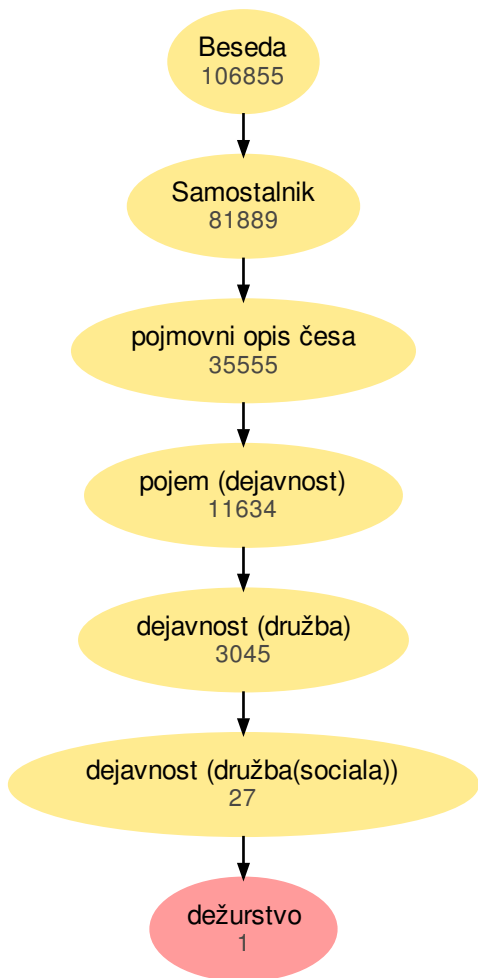 Beseda
106855
Samostalnik
81889
pojmovni opis česa
35555
pojem (dejavnost)
11634
dejavnost (družba)
3045
dejavnost (družba(sociala))
27
dežurstvo
1